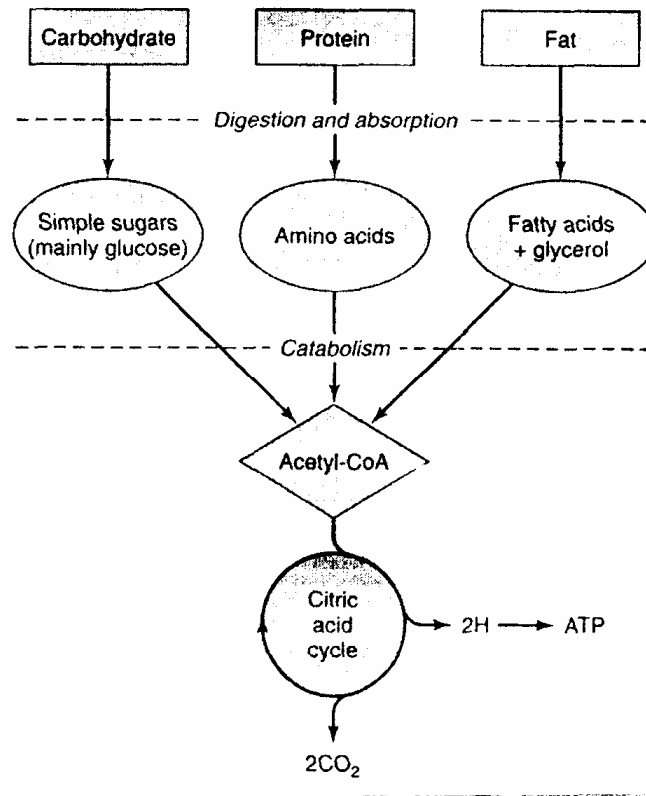 Carbohydrate
Protein
Fat
Digestion and absorption
Simple sugars
(mainly glucose)
Amino acids
Fatty acids
+ glycerol
Catabolism
Acetyl-CoA
Citric
acid
cycle
2H
ATP
2CO₂